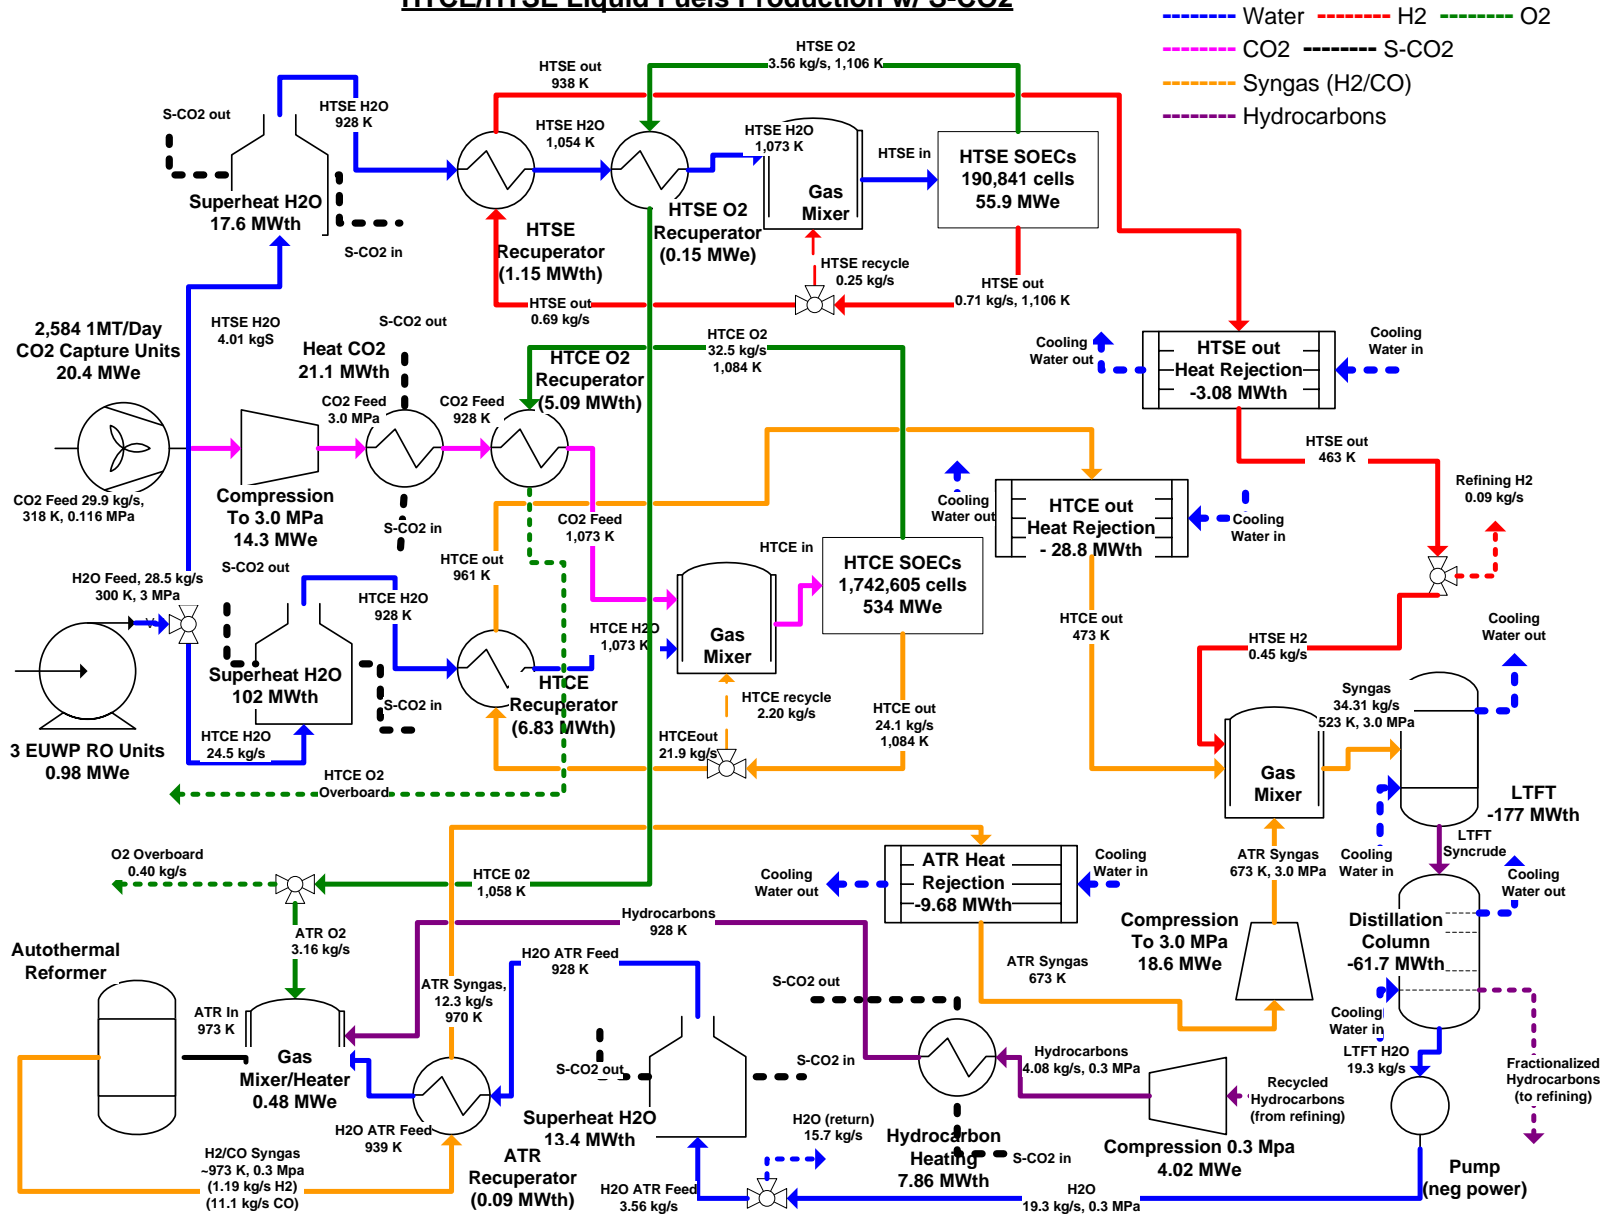 HTCE/HTSE Liquid Fuels Production w/ S-CO2
Water
H2
O2
CO2
S-CO2
Syngas (H2/CO)
Hydrocarbons
HTSE O2
3.56 kg/s, 1,106 K
HTSE out
938 K
S-CO2 out
HTSE H2O
928 K
HTSE H2O
1,054 K
HTSE H2O
1,073 K
HTSE in
HTSE SOECs
190,841 cells
55.9 MWe
Gas
Mixer
Superheat H2O
17.6 MWth
S-CO2 in
HTSE
Recuperator
(1.15 MWth)
HTSE O2
Recuperator
(0.15 MWe)
HTSE recycle
0.25 kg/s
HTSE out
0.71 kg/s, 1,106 K
HTSE out
0.69 kg/s
2,584 1MT/Day
CO2 Capture Units
20.4 MWe
HTSE H2O
4.01 kgS
S-CO2 out
Heat CO2
21.1 MWth
HTCE O2
Recuperator
(5.09 MWth)
HTCE O2
32.5 kg/s
1,084 K
Cooling
Water out
HTSE out
Heat Rejection
-3.08 MWth
Cooling
Water in
CO2 Feed
3.0 MPa
CO2 Feed
928 K
HTSE out
463 K
Refining H2
0.09 kg/s
CO2 Feed 29.9 kg/s,
318 K, 0.116 MPa
Compression
To 3.0 MPa
14.3 MWe
S-CO2 in
CO2 Feed
1,073 K
Cooling
Water out
HTCE out
Heat Rejection
- 28.8 MWth
Cooling
Water in
HTCE out
961 K
HTCE in
HTCE SOECs
1,742,605 cells
534 MWe
H2O Feed, 28.5 kg/s
300 K, 3 MPa
S-CO2 out
HTCE H2O
928 K
HTCE H2O
1,073 K
Gas
Mixer
HTCE out
473 K
HTSE H2
0.45 kg/s
Cooling
Water out
Superheat H2O
102 MWth
S-CO2 in
HTCE
Recuperator
(6.83 MWth)
HTCE recycle
2.20 kg/s
HTCE out
24.1 kg/s
1,084 K
HTCEout
21.9 kg/s
Syngas
34.31 kg/s
523 K, 3.0 MPa
3 EUWP RO Units
0.98 MWe
HTCE H2O
24.5 kg/s
HTCE O2
Overboard
Gas
Mixer
LTFT
-177 MWth
O2 Overboard
0.40 kg/s
HTCE 02
1,058 K
Cooling
Water out
ATR Heat
Rejection
-9.68 MWth
Cooling
Water in
ATR Syngas
673 K, 3.0 MPa
Cooling
Water in
LTFT
Syncrude
Cooling
Water out
Autothermal
Reformer
ATR O2
3.16 kg/s
Hydrocarbons
928 K
Compression
To 3.0 MPa
18.6 MWe
Distillation
Column
-61.7 MWth
ATR In
973 K
ATR Syngas,
12.3 kg/s
970 K
H2O ATR Feed
928 K
S-CO2 out
ATR Syngas
673 K
Cooling
Water in
Gas
Mixer/Heater
0.48 MWe
S-CO2 out
S-CO2 in
Hydrocarbons
4.08 kg/s, 0.3 MPa
Recycled
Hydrocarbons
(from refining)
LTFT H2O
19.3 kg/s
Fractionalized
Hydrocarbons
(to refining)
H2O ATR Feed
939 K
Superheat H2O
13.4 MWth
H2O (return)
15.7 kg/s
Hydrocarbon
Heating
7.86 MWth
S-CO2 in
Compression 0.3 Mpa
4.02 MWe
H2/CO Syngas
~973 K, 0.3 Mpa
(1.19 kg/s H2)
(11.1 kg/s CO)
ATR
Recuperator
(0.09 MWth)
H2O ATR Feed
3.56 kg/s
H2O
19.3 kg/s, 0.3 MPa
Pump
(neg power)